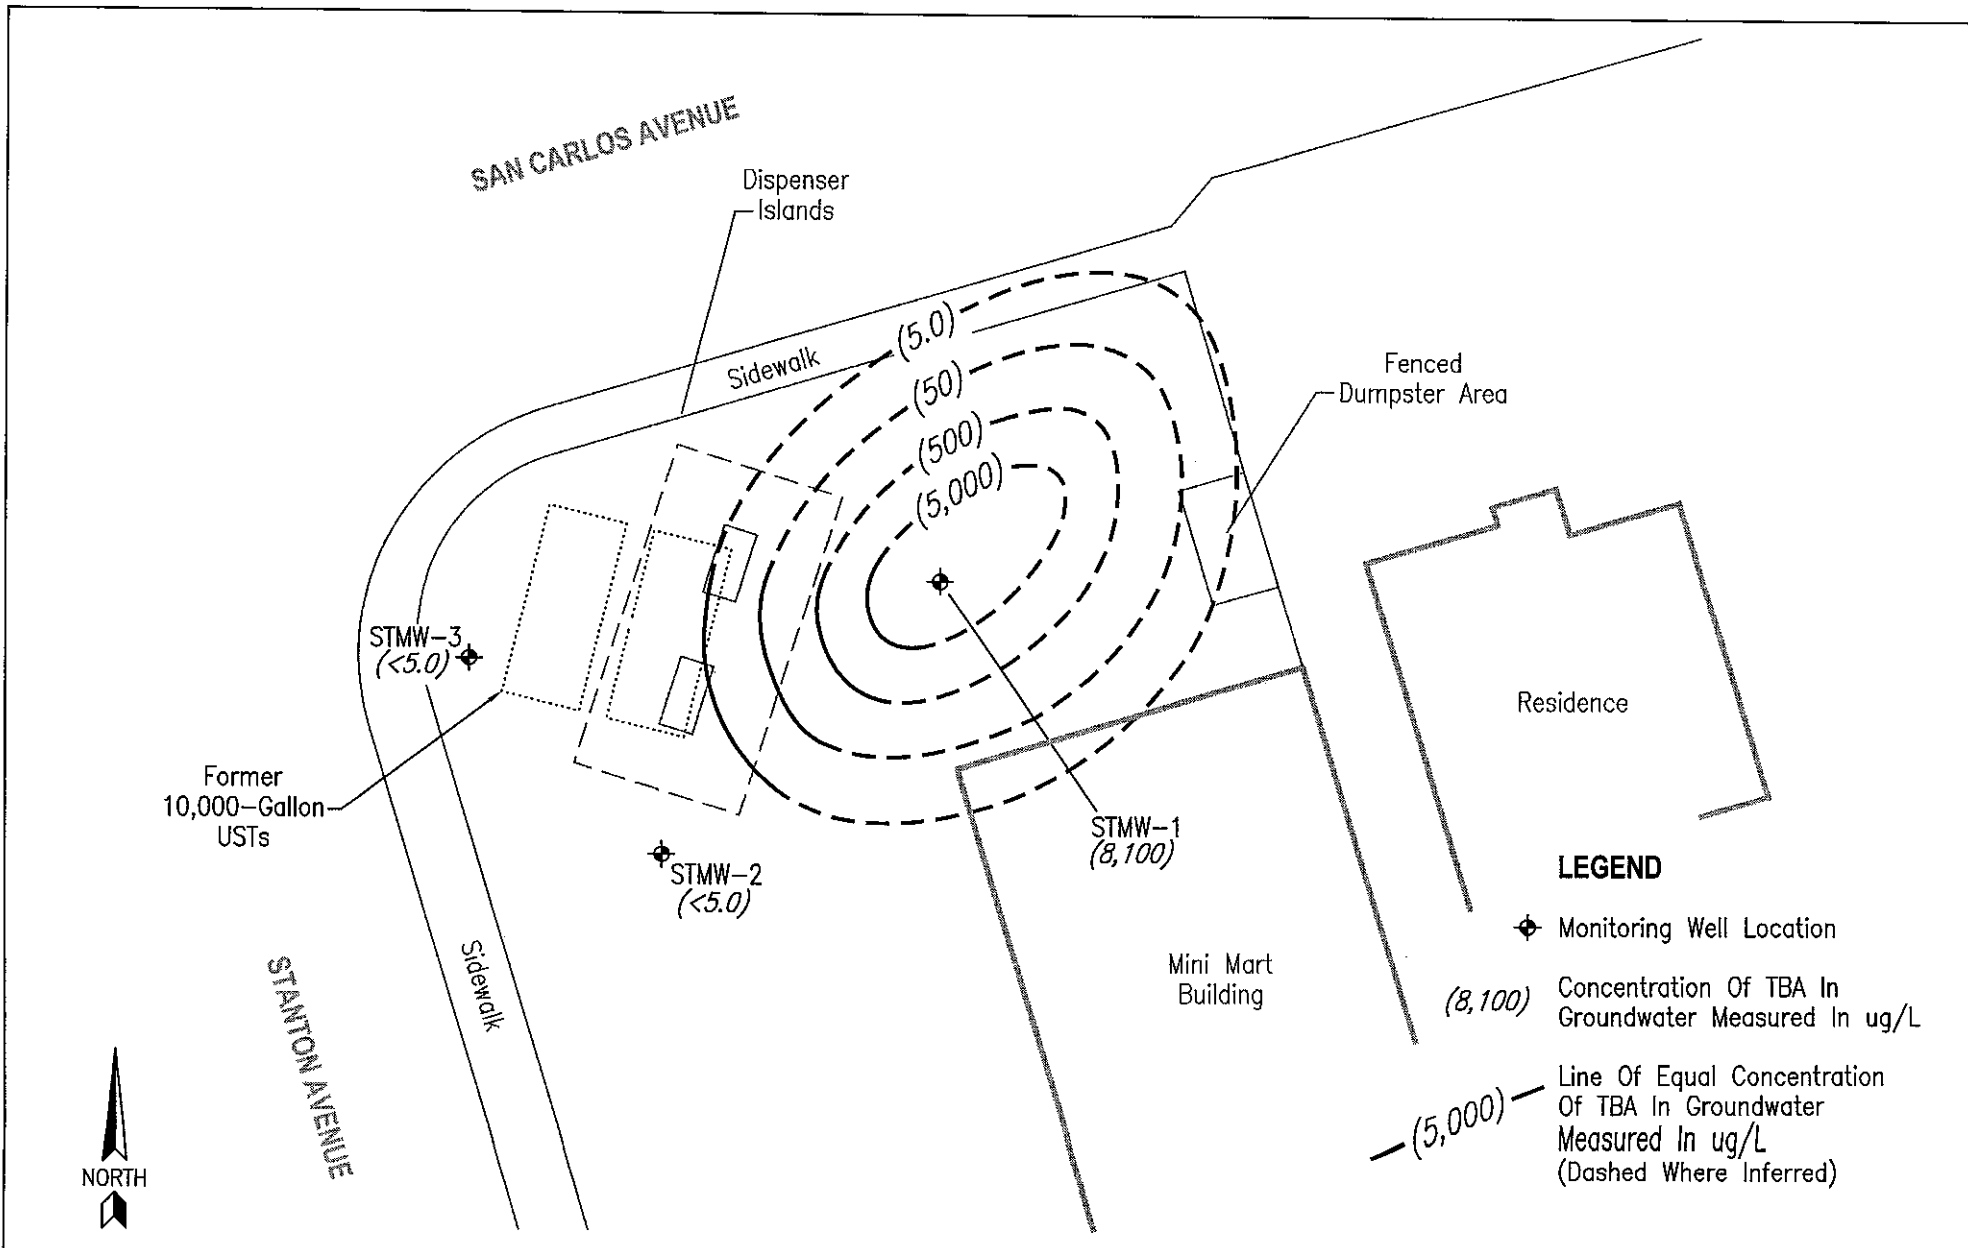 SAN CARLOS AVENUE
Dispenser
Islands
Sidewalk
(5.0)
(50)
(500)
(5,000)
Fenced
Dumpster Area
STMW-3
(<5.0)
Former
10,000-Gallon
USTs
STMW-2
(<5.0)
STMW-1
(8,100)
Residence
Mini Mart
Building
Sidewalk
STANTON AVENUE
NORTH
LEGEND
Monitoring Well Location
(8,100) Concentration Of TBA In
Groundwater Measured In ug/L
(5,000) Line Of Equal Concentration
Of TBA In Groundwater
Measured In ug/L
(Dashed Where Inferred)